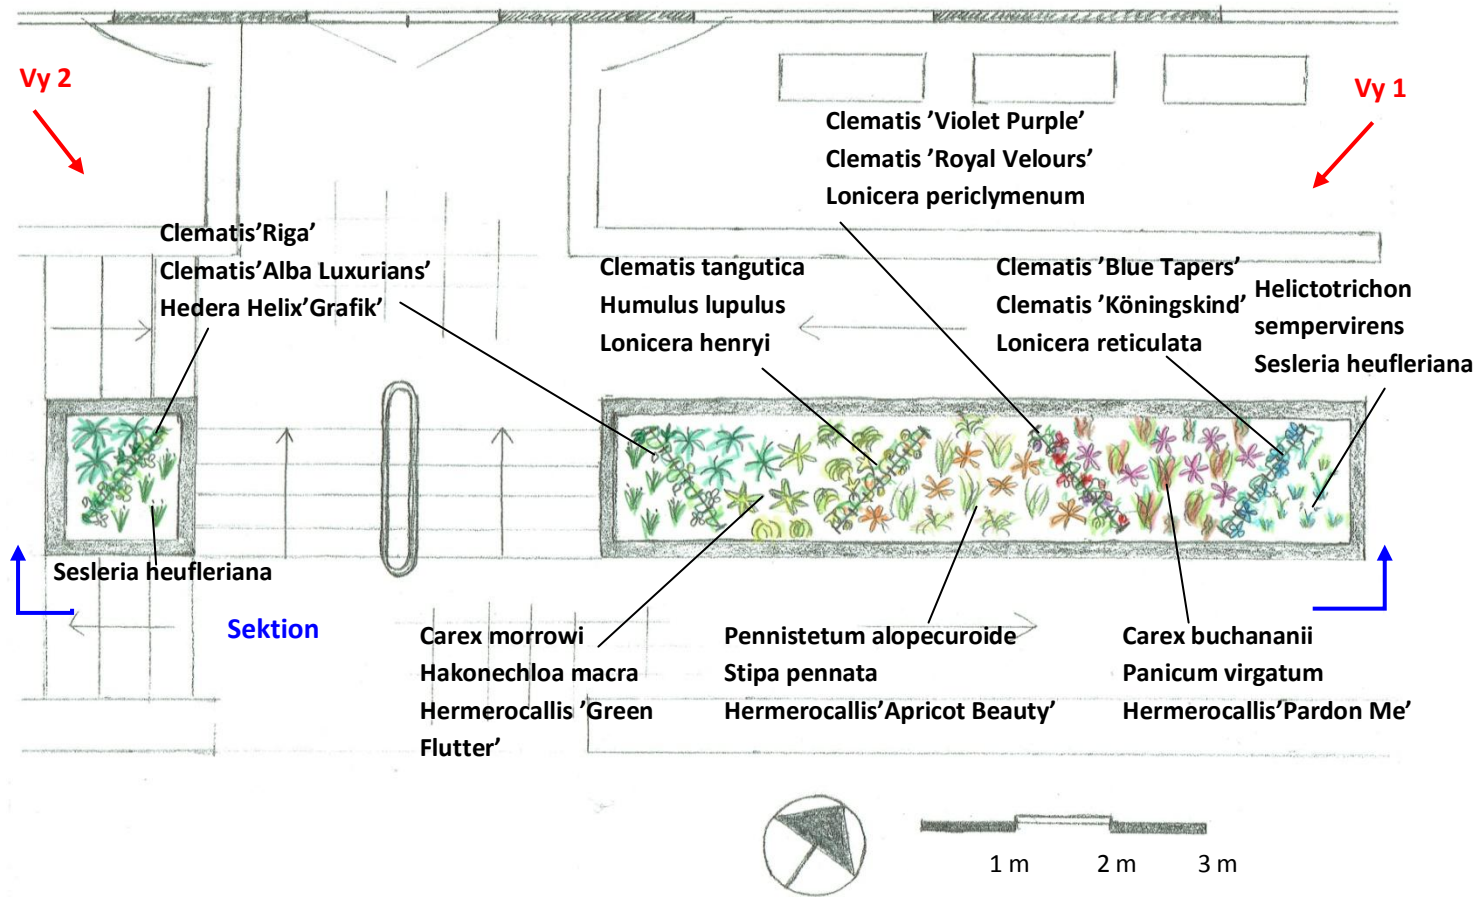 Vy 2
Vy 1
Clematis ’Violet Purple’
Clematis ’Royal Velours’
Lonicera periclymenum
Clematis’Riga’
Clematis’Alba Luxurians’
Hedera Helix’Grafik’
Clematis tangutica
Humulus lupulus
Lonicera henryi
Clematis ’Blue Tapers’
Clematis ’Köningskind’
Lonicera reticulata
Helictotrichon
sempervirens
Sesleria heufleriana
Sesleria heufleriana
Sektion
Carex morrowi
Hakonechloa macra
Hermerocallis ’Green
Flutter’
Pennistetum alopecuroide
Stipa pennata
Hermerocallis’Apricot Beauty’
Carex buchananii
Panicum virgatum
Hermerocallis’Pardon Me’
1 m
2 m
3 m